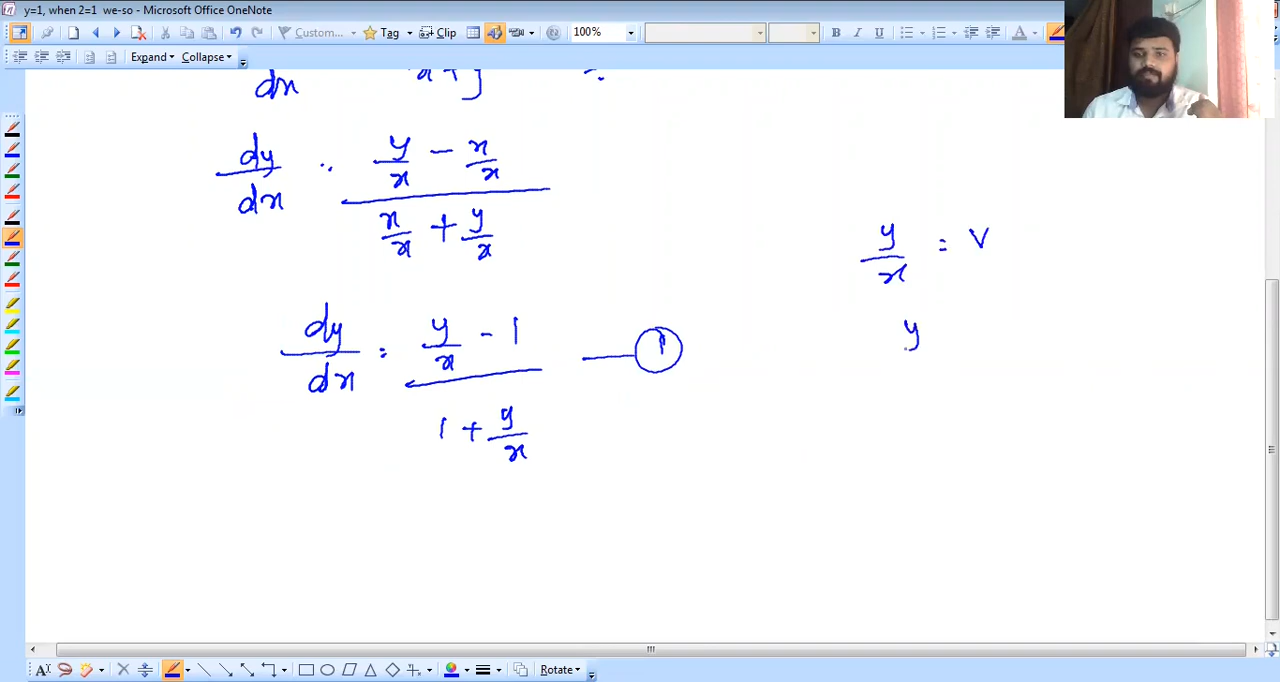 y=1, when 2=1 we-so - Microsoft Office OneNote
Custom... Tag Clip 100% B I U A
Expand Collapse
dx x+y
dy/dx = (y/x - x/x)/(x/x + y/x)
y/x = v
y
dy/dx = (y/x - 1)/(1 + y/x) —①
A Rotate